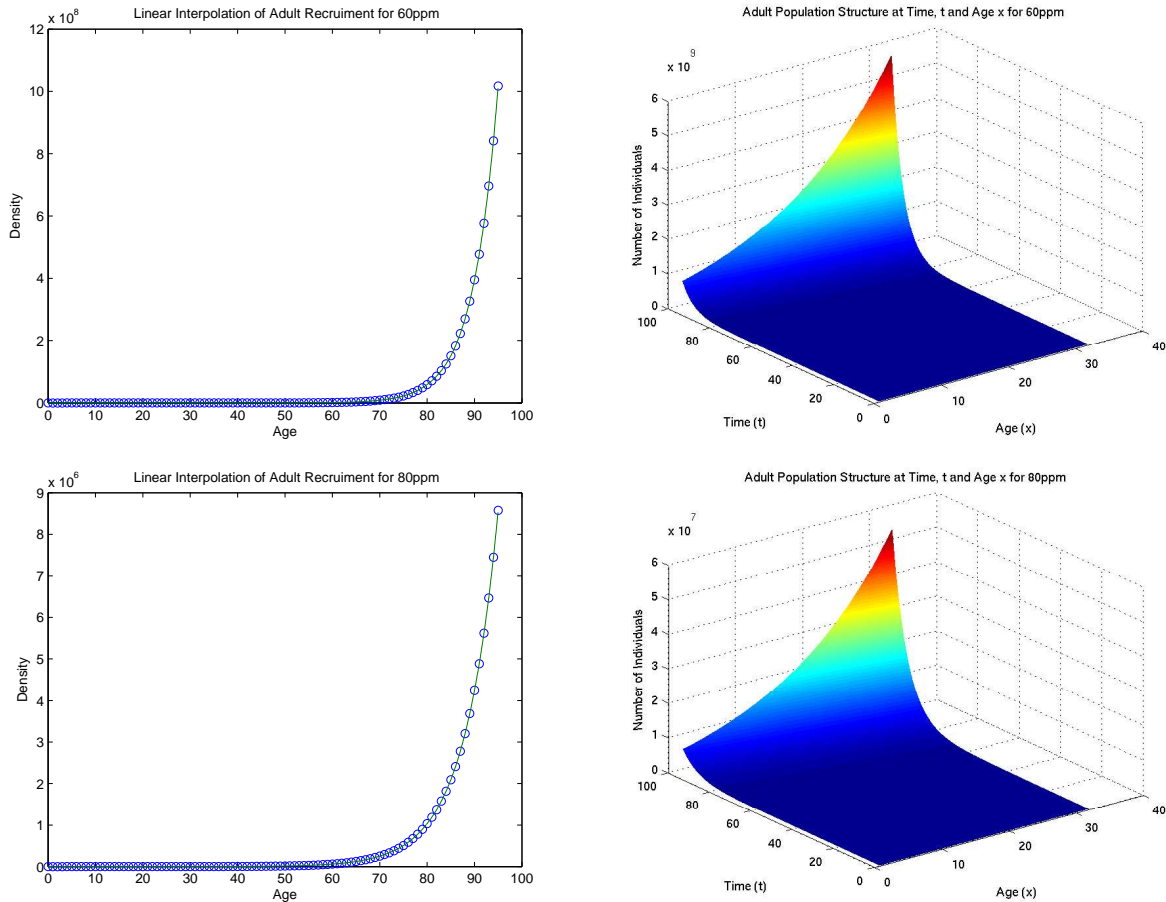 Linear Interpolation of Adult Recruiment for 60ppm
x 10^8
12
10
8
6
4
2
0
Density
0 10 20 30 40 50 60 70 80 90 100
Age
Adult Population Structure at Time, t and Age x for 60ppm
x 10^9
6
5
4
3
2
1
0
Number of Individuals
100 80 60 40 20 0
Time (t)
0 10 20 30 40
Age (x)
Linear Interpolation of Adult Recruiment for 80ppm
x 10^6
9
8
7
6
5
4
3
2
1
0
Density
0 10 20 30 40 50 60 70 80 90 100
Age
Adult Population Structure at Time, t and Age x for 80ppm
x 10^7
6
5
4
3
2
1
0
Number of Individuals
100 80 60 40 20 0
Time (t)
0 10 20 30 40
Age (x)